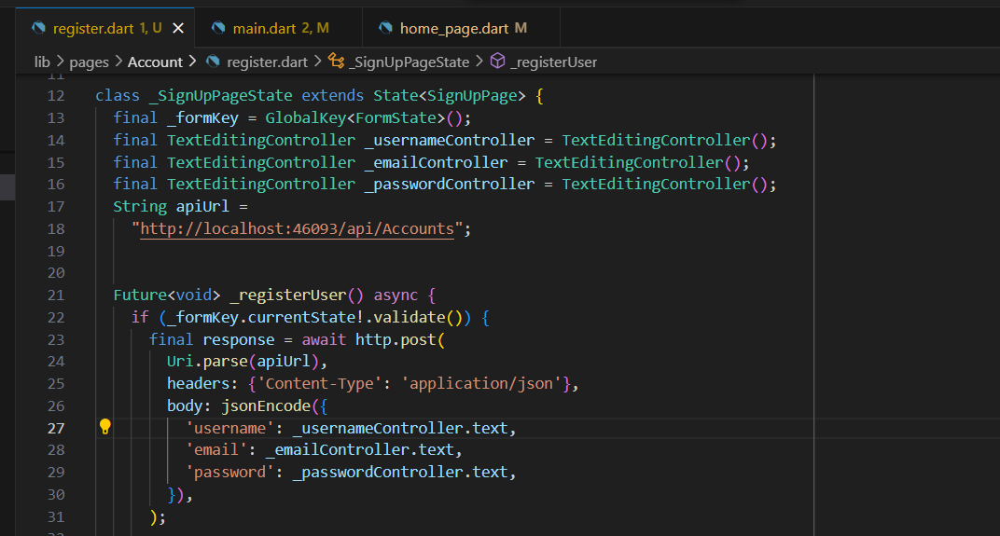 register.dart 1, U
main.dart 2, M
home_page.dart M
lib > pages > Account > register.dart > _SignUpPageState > _registerUser
11
12 class _SignUpPageState extends State<SignUpPage> {
13 final _formKey = GlobalKey<FormState>();
14 final TextEditingController _usernameController = TextEditingController();
15 final TextEditingController _emailController = TextEditingController();
16 final TextEditingController _passwordController = TextEditingController();
17 String apiUrl =
18 "http://localhost:46093/api/Accounts";
19
20
21 Future<void> _registerUser() async {
22 if (_formKey.currentState!.validate()) {
23 final response = await http.post(
24 Uri.parse(apiUrl),
25 headers: {'Content-Type': 'application/json'},
26 body: jsonEncode({
27 'username': _usernameController.text,
28 'email': _emailController.text,
29 'password': _passwordController.text,
30 }),
31 );